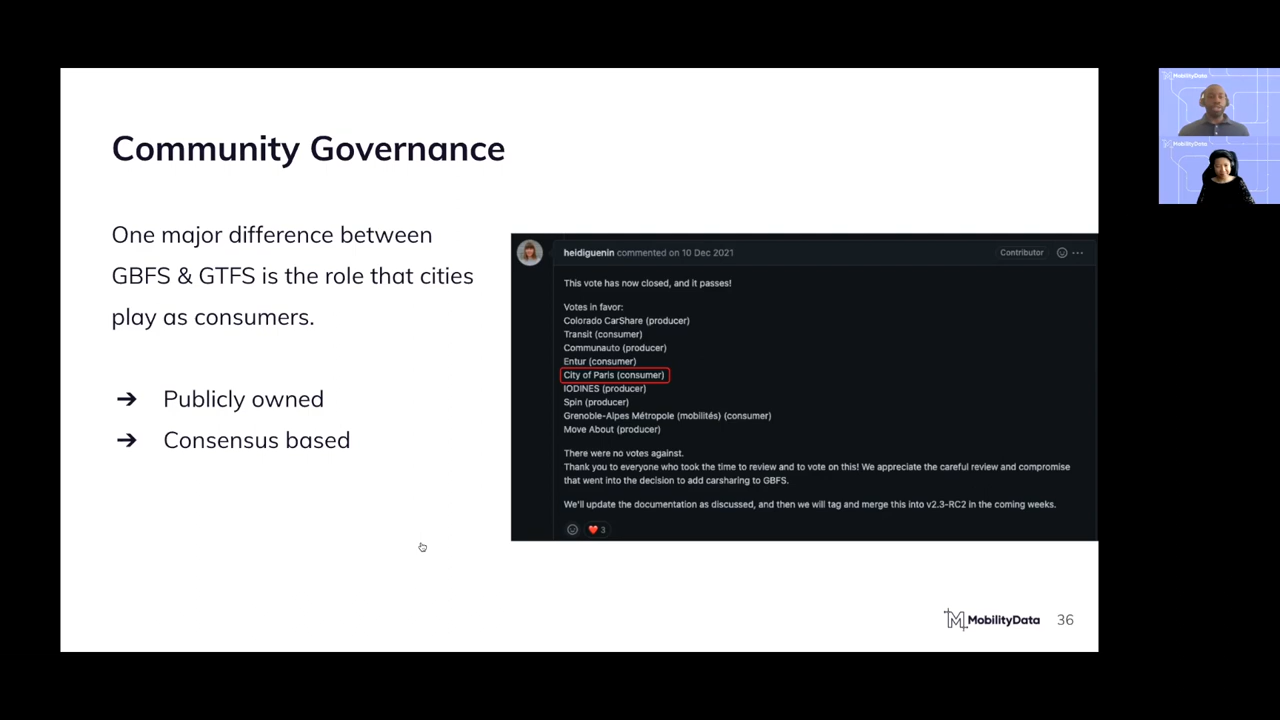 Community Governance
One major difference between
GBFS & GTFS is the role that cities
play as consumers.
➔ Publicly owned
➔ Consensus based
heidiguenin commented on 10 Dec 2021
Contributor
This vote has now closed, and it passes!
Votes in favor:
Colorado CarShare (producer)
Transit (consumer)
Communauto (producer)
Entur (consumer)
City of Paris (consumer)
IODINES (producer)
Spin (producer)
Grenoble-Alpes Métropole (mobilités) (consumer)
Move About (producer)
There were no votes against.
Thank you to everyone who took the time to review and to vote on this! We appreciate the careful review and compromise
that went into the decision to add carsharing to GBFS.
We'll update the documentation as discussed, and then we will tag and merge this into v2.3-RC2 in the coming weeks.
3
MobilityData 36
MobilityData
MobilityData